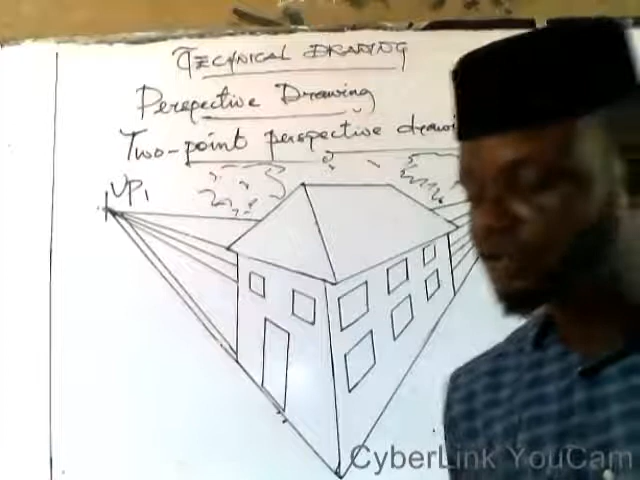 TECHNICAL DRAWING
Perspective Drawing
Two-point perspective
VP1
CyberLink YouCam